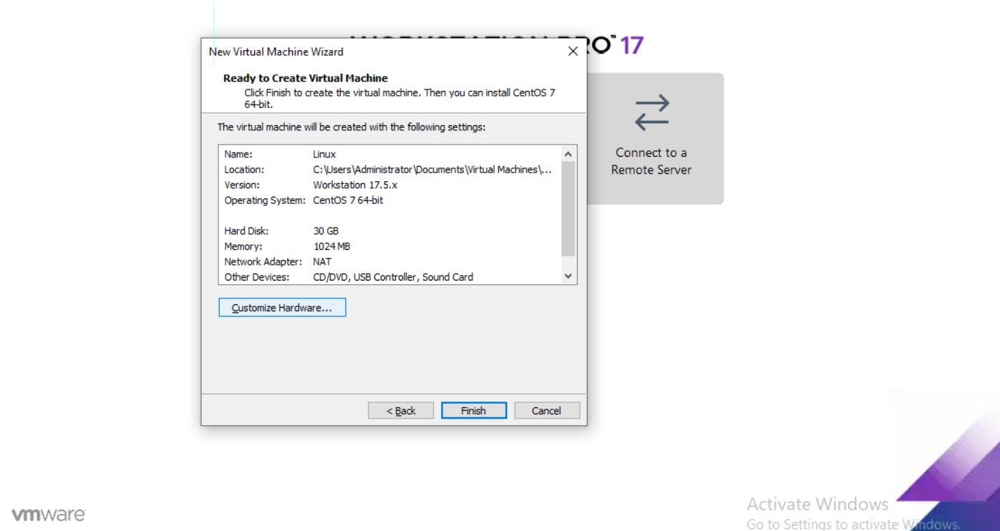 PRO™ 17
New Virtual Machine Wizard
Ready to Create Virtual Machine
Click Finish to create the virtual machine. Then you can install CentOS 7
64-bit.
The virtual machine will be created with the following settings:
Name: Linux
Location: C:\Users\Administrator\Documents\Virtual Machines\...
Version: Workstation 17.5.x
Operating System: CentOS 7 64-bit
Hard Disk: 30 GB
Memory: 1024 MB
Network Adapter: NAT
Other Devices: CD/DVD, USB Controller, Sound Card
Customize Hardware...
< Back Finish Cancel
Connect to a
Remote Server
vmware
Activate Windows
Go to Settings to activate Windows.